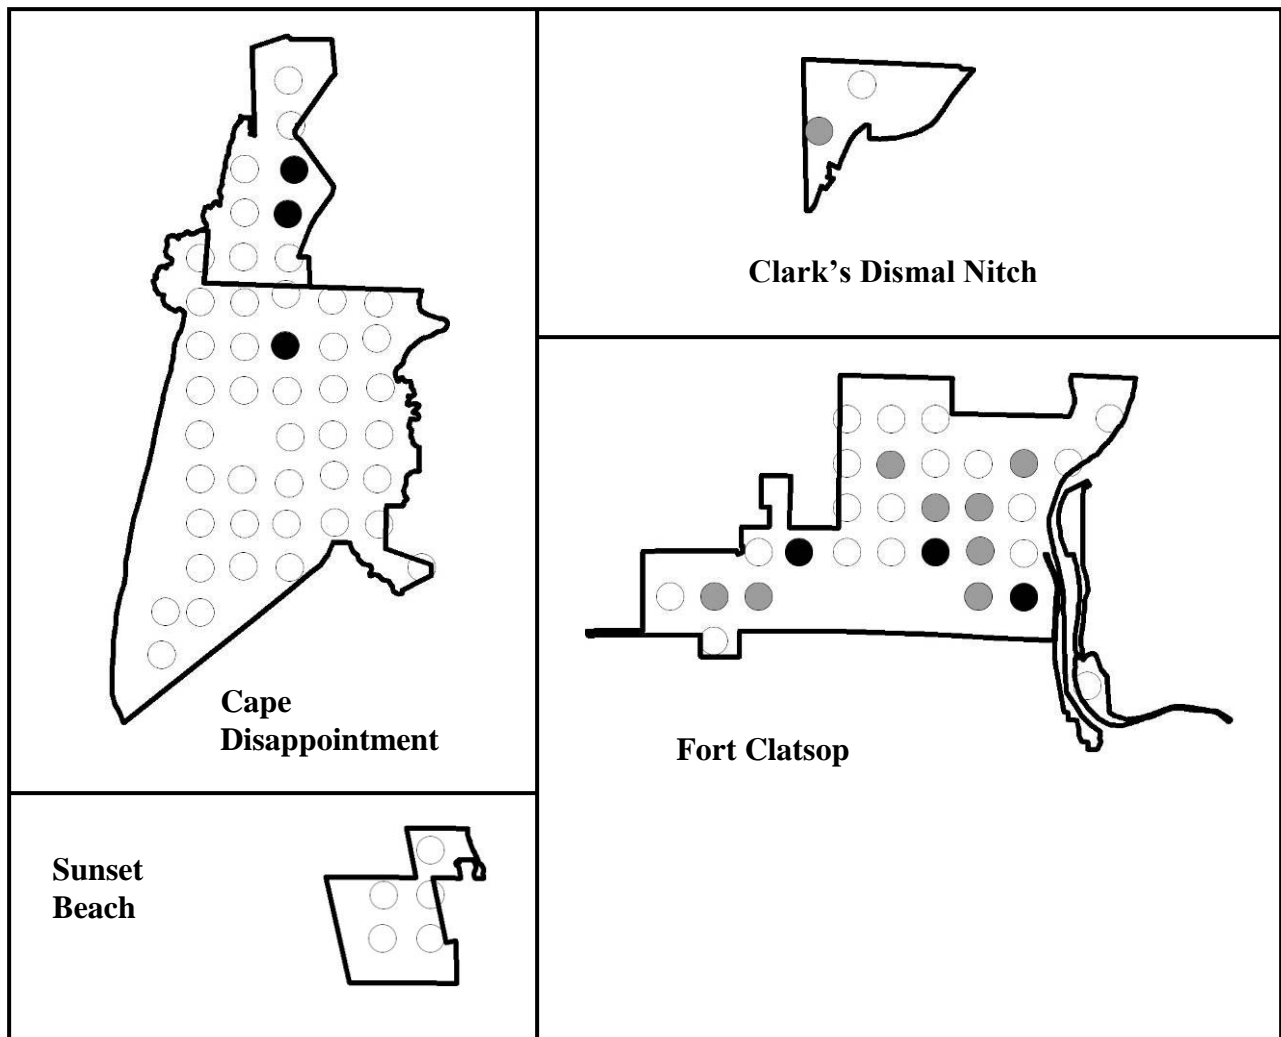 Clark's Dismal Nitch
Cape
Disappointment
Fort Clatsop
Sunset
Beach